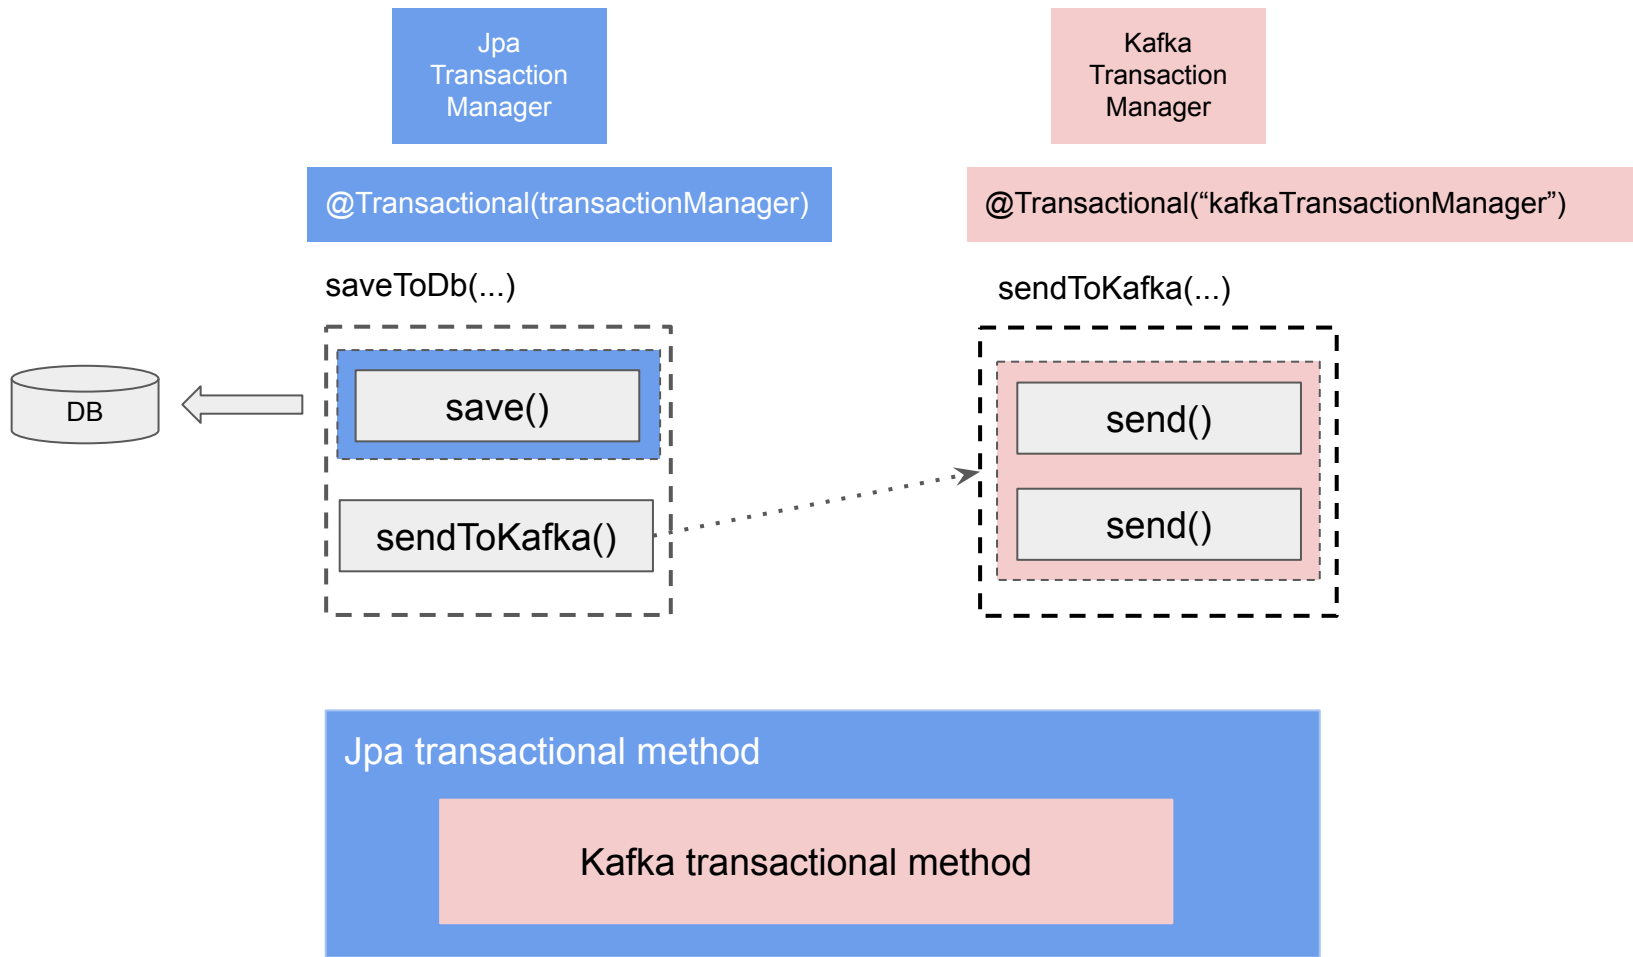 Jpa
Transaction
Manager
Kafka
Transaction
Manager
@Transactional(transactionManager)
@Transactional(“kafkaTransactionManager”)
saveToDb(...)
sendToKafka(...)
DB
save()
send()
sendToKafka()
send()
Jpa transactional method
Kafka transactional method